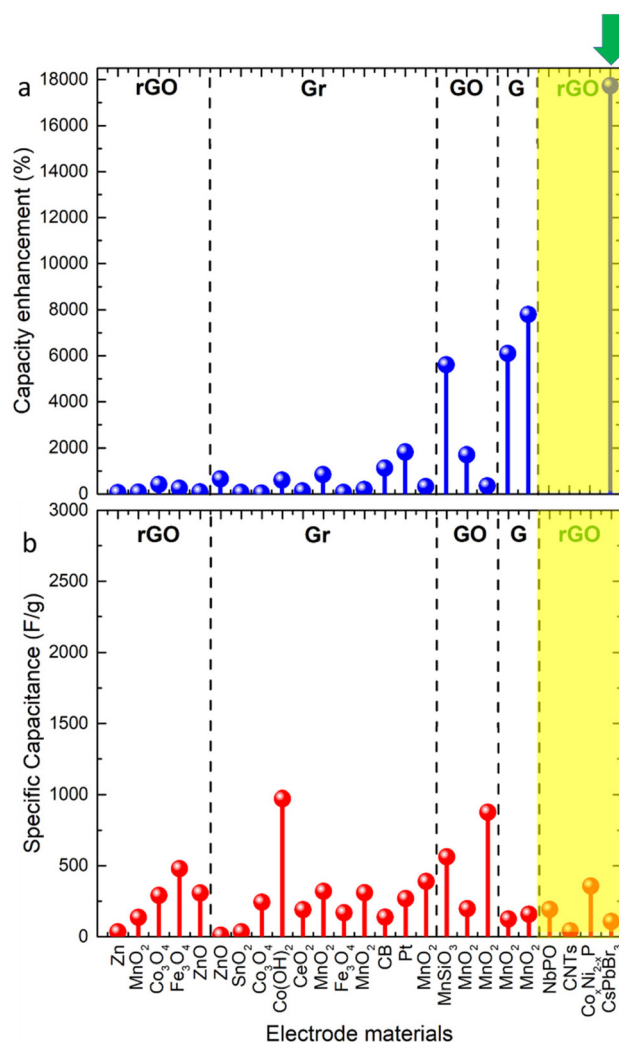 a
rGO Gr GO G rGO
18000
16000
14000
12000
10000
8000
6000
4000
2000
0
Capacity enhancement (%)
b
rGO Gr GO G rGO
3000
2500
2000
1500
1000
500
0
Specific Capacitance (F/g)
Zn
MnO₂
Co₃O₄
Fe₃O₄
ZnO
ZnO
SnO₂
Co₃O₄
Co(OH)₂
CeO₂
MnO₂
Fe₃O₄
MnO₂
CB
Pt
MnO₂
MnSiO₃
MnO₂
MnO₂
MnO₂
MnO₂
NbPO
CNTs
CoₓNi₂₋ₓP
CsPbBr₃
Electrode materials